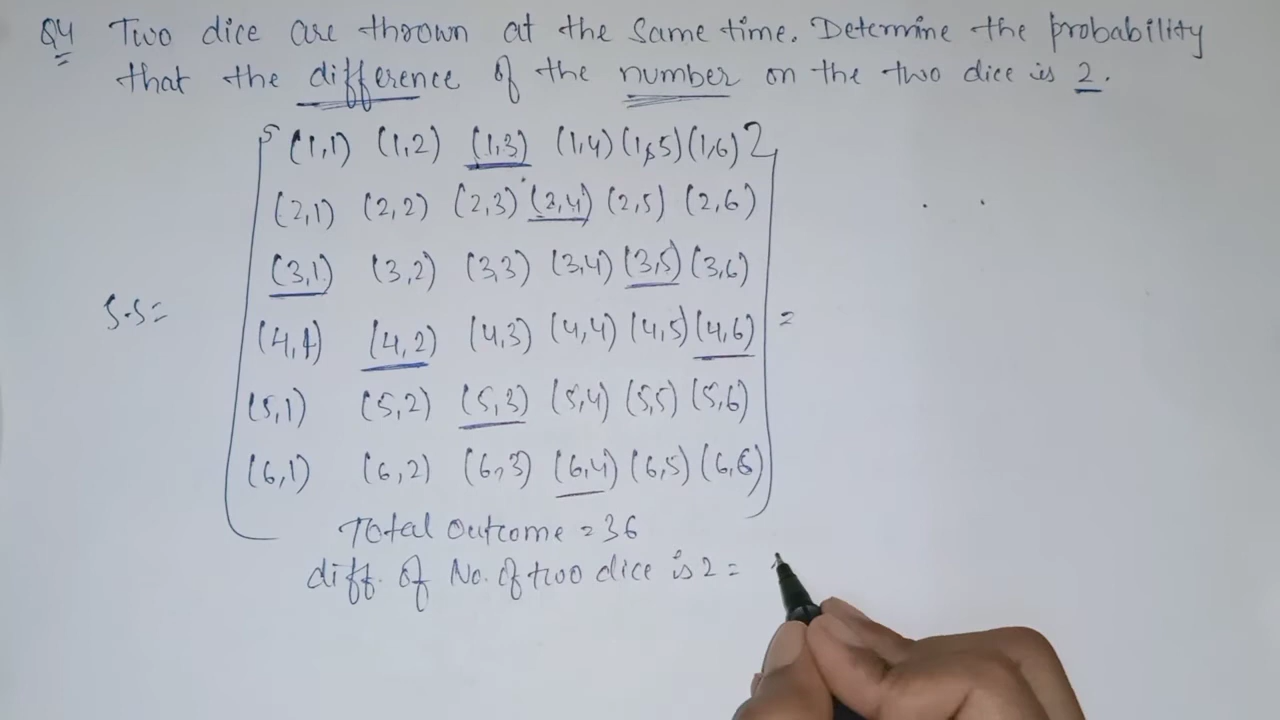 Q4 Two dice are thrown at the same time. Determine the probability
that the difference of the number on the two dice is 2.
(1,1) (1,2) (1,3) (1,4) (1,5) (1,6)
(2,1) (2,2) (2,3) (2,4) (2,5) (2,6)
(3,1) (3,2) (3,3) (3,4) (3,5) (3,6)
S.S = (4,1) (4,2) (4,3) (4,4) (4,5) (4,6) =
(5,1) (5,2) (5,3) (5,4) (5,5) (5,6)
(6,1) (6,2) (6,3) (6,4) (6,5) (6,6)
Total Outcome = 36
diff. of No. of two dice is 2 =